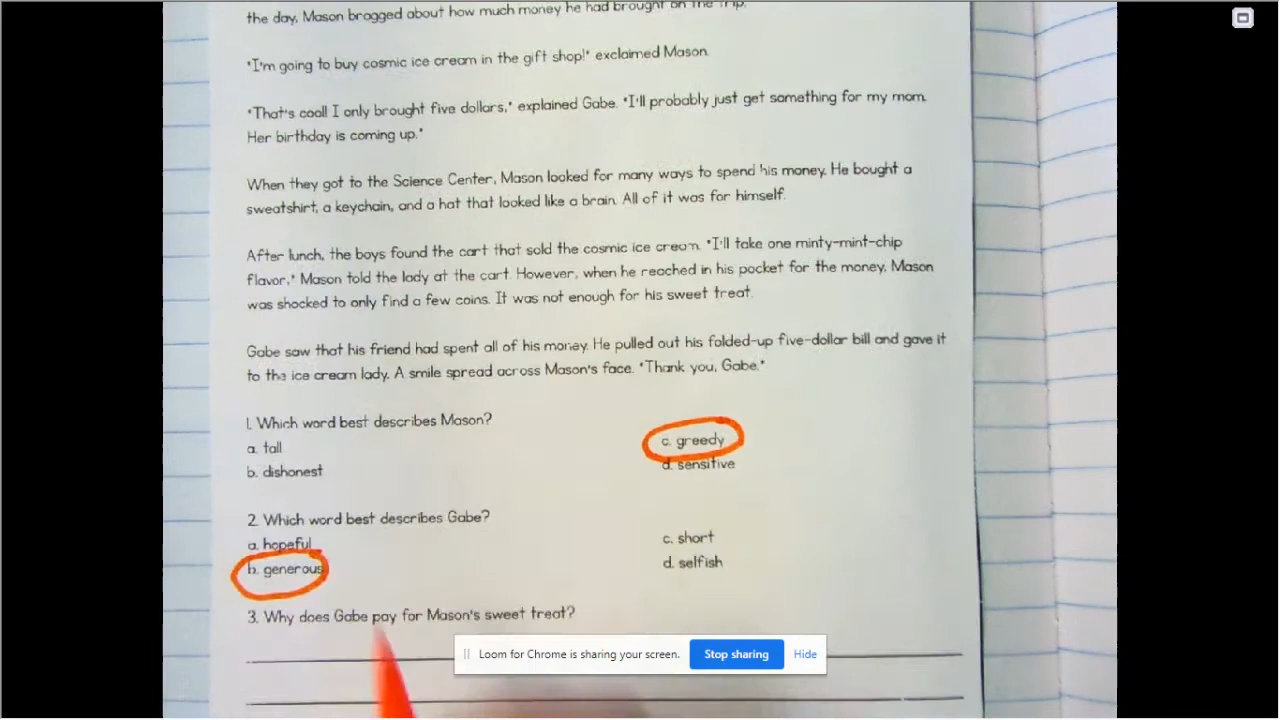 the day, Mason bragged about how much money he had brought on the trip.
"I'm going to buy cosmic ice cream in the gift shop!" exclaimed Mason.
"That's cool! I only brought five dollars," explained Gabe. "I'll probably just get something for my mom.
Her birthday is coming up."
When they got to the Science Center, Mason looked for many ways to spend his money. He bought a
sweatshirt, a keychain, and a hat that looked like a brain. All of it was for himself.
After lunch, the boys found the cart that sold the cosmic ice cream. "I'll take one minty-mint-chip
flavor," Mason told the lady at the cart. However, when he reached in his pocket for the money, Mason
was shocked to only find a few coins. It was not enough for his sweet treat.
Gabe saw that his friend had spent all of his money. He pulled out his folded-up five-dollar bill and gave it
to the ice cream lady. A smile spread across Mason's face. "Thank you, Gabe."
1. Which word best describes Mason?
a. tall
b. dishonest
c. greedy
d. sensitive
2. Which word best describes Gabe?
a. hopeful
b. generous
c. short
d. selfish
3. Why does Gabe pay for Mason's sweet treat?
Loom for Chrome is sharing your screen. Stop sharing Hide